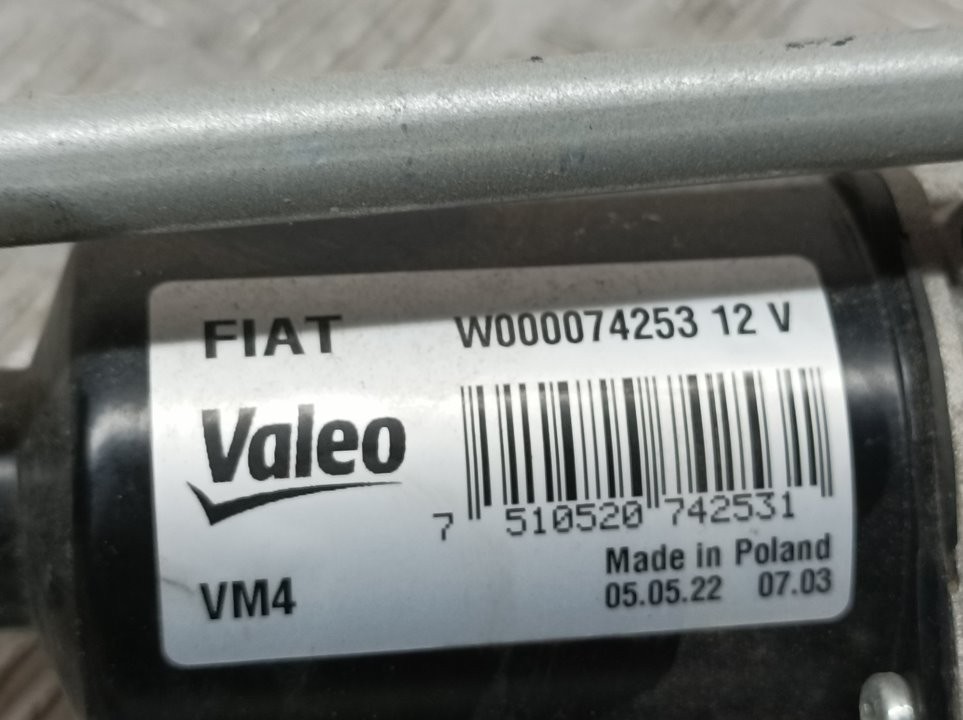 FIAT W000074253 12 V
Valeo
7 510520 742531
Made in Poland
VM4 05.05.22 07.03